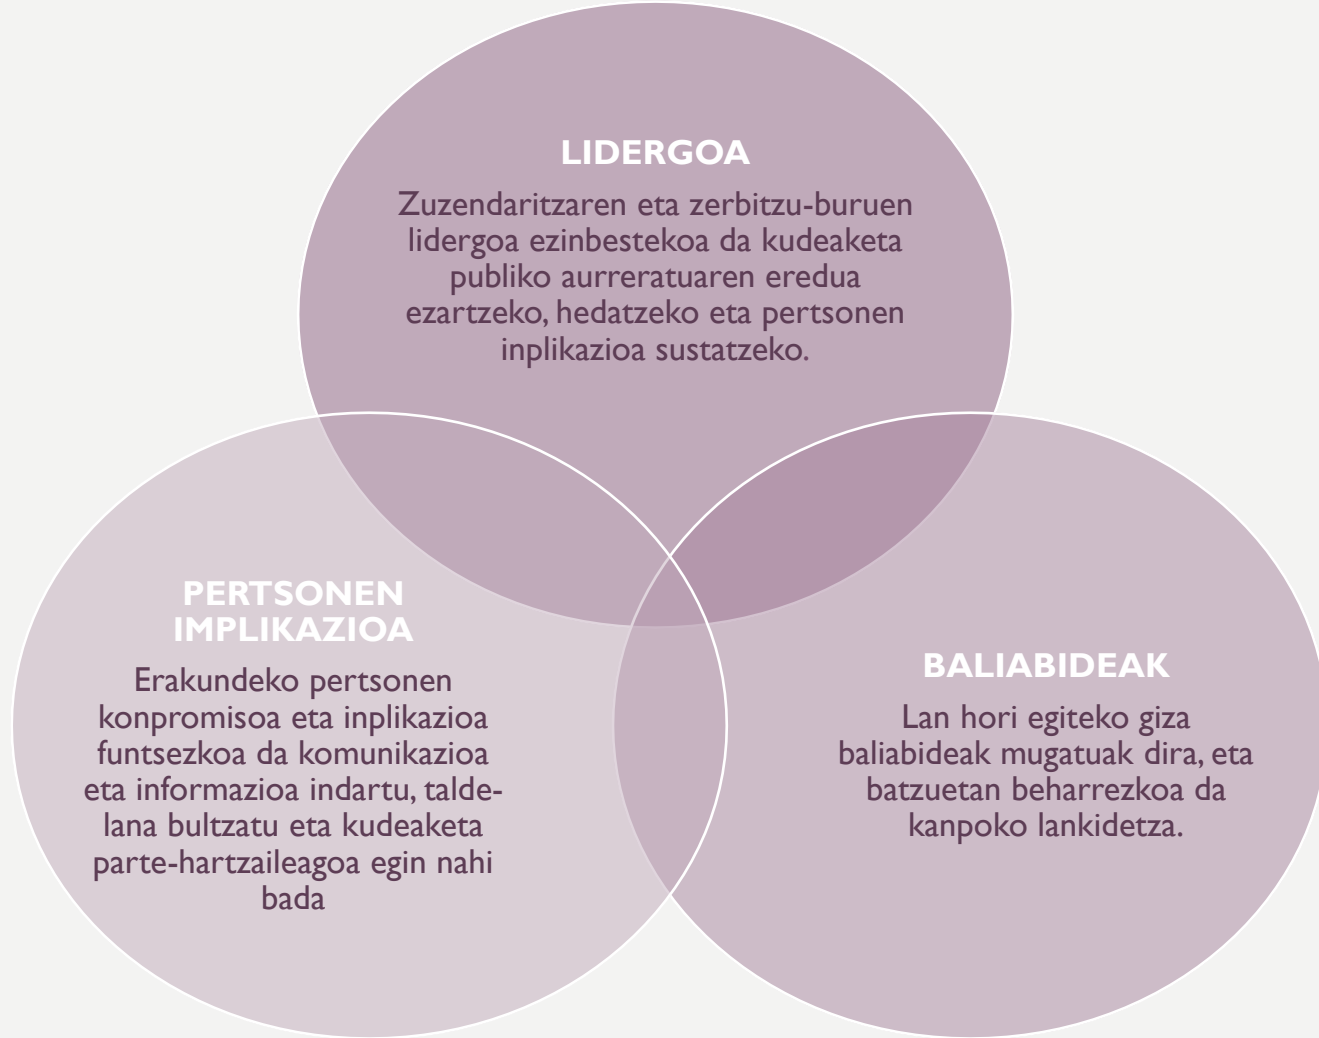 LIDERGOA
Zuzendaritzaren eta zerbitzu-buruen
lidergoa ezinbestekoa da kudeaketa
publiko aurreratuaren eredua
ezartzeko, hedatzeko eta pertsonen
inplikazioa sustatzeko.
PERTSONEN
IMPLIKAZIOA
Erakundeko pertsonen
konpromisoa eta inplikazioa
funtsezkoa da komunikazioa
eta informazioa indartu, talde-
lana bultzatu eta kudeaketa
parte-hartzaileagoa egin nahi
bada
BALIABIDEAK
Lan hori egiteko giza
baliabideak mugatuak dira, eta
batzuetan beharrezkoa da
kanpoko lankidetza.